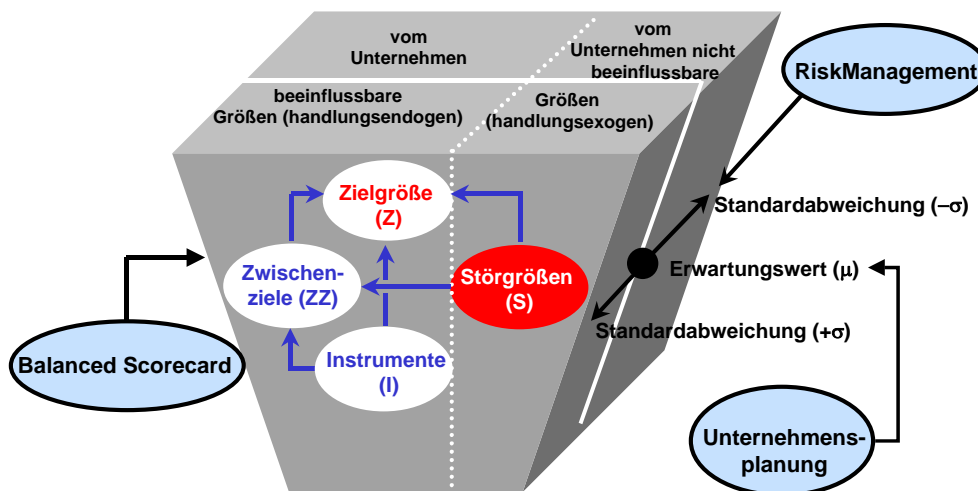 vom
Unternehmen
vom
Unternehmen nicht
beeinflussbare
beeinflussbare
Größen (handlungsendogen)
Größen
(handlungsexogen)
RiskManagement
Zielgröße
(Z)
Standardabweichung (−σ)
Zwischen-
ziele (ZZ)
Störgrößen
(S)
Erwartungswert (μ)
Standardabweichung (+σ)
Balanced Scorecard
Instrumente
(I)
Unternehmens-
planung